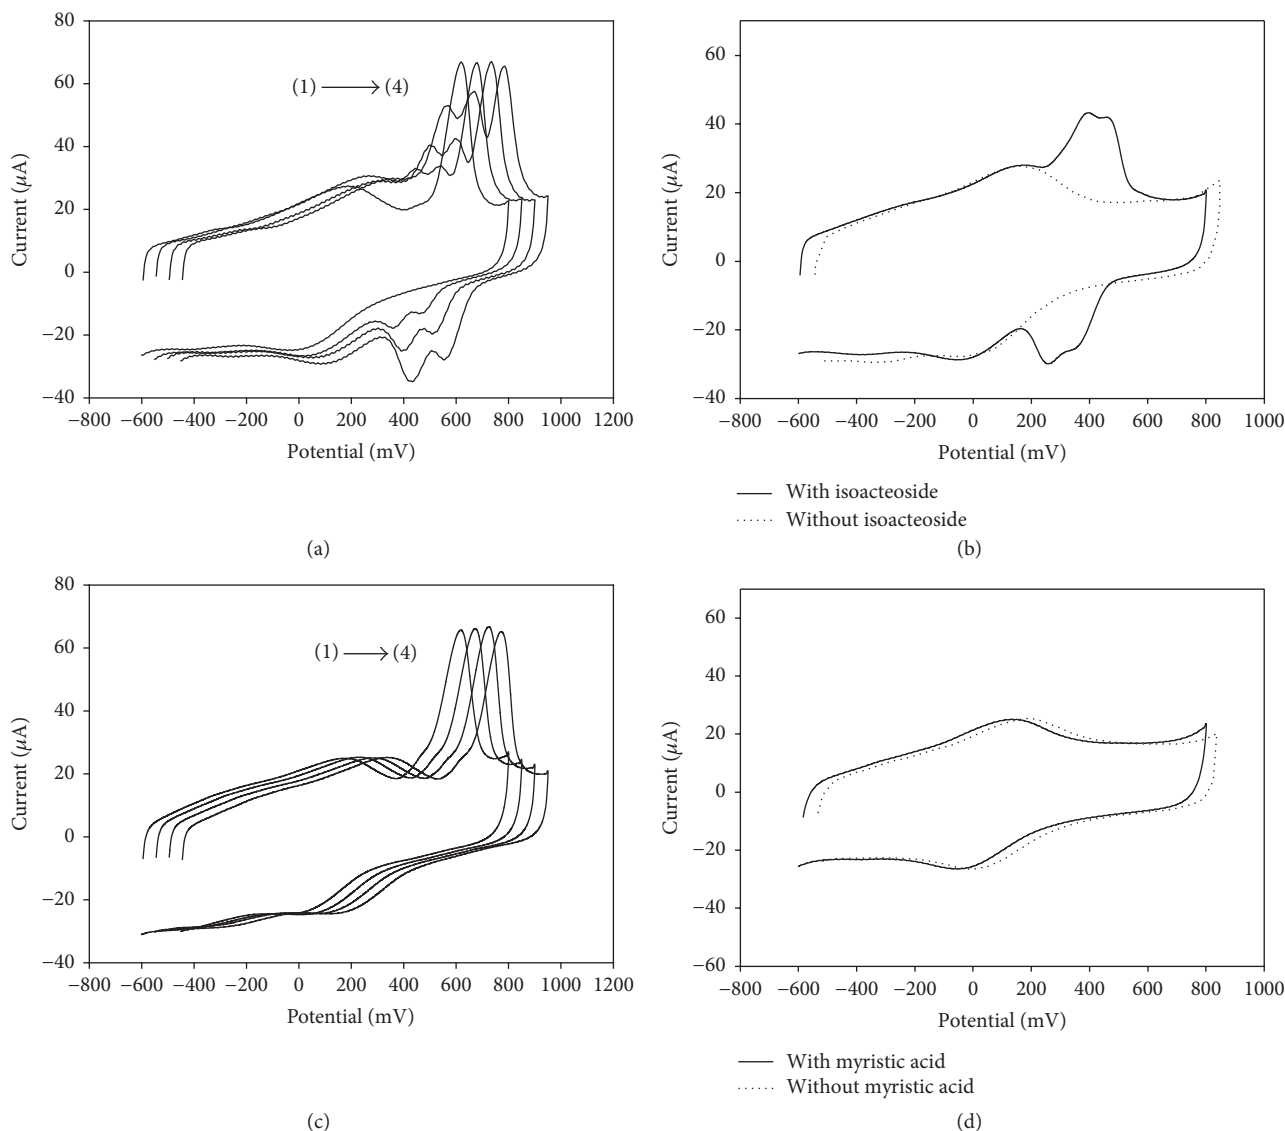 80
60
40
20
0
−20
−40
Current (μA)
(1) (4)
−800 −600 −400 −200 0 200 400 600 800 1000 1200
Potential (mV)
(a)
60
40
20
0
−20
−40
Current (μA)
−800 −600 −400 −200 0 200 400 600 800 1000
Potential (mV)
With isoacteoside
Without isoacteoside
(b)
80
60
40
20
0
−20
−40
Current (μA)
(1) (4)
−800 −600 −400 −200 0 200 400 600 800 1000 1200
Potential (mV)
(c)
60
40
20
0
−20
−40
−60
Current (μA)
−800 −600 −400 −200 0 200 400 600 800 1000
Potential (mV)
With myristic acid
Without myristic acid
(d)